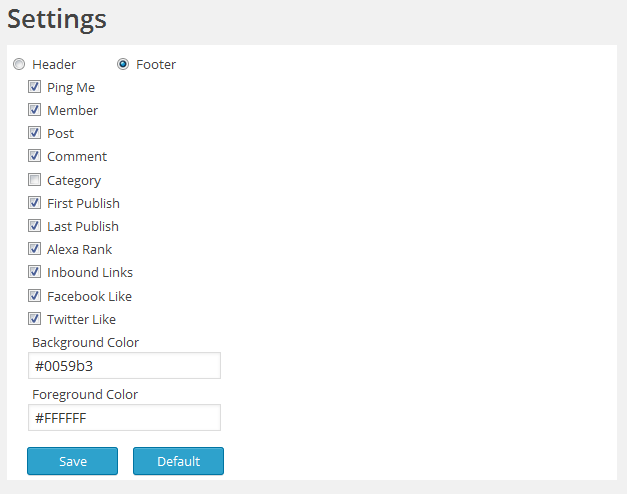 Settings
Header Footer
Ping Me
Member
Post
Comment
Category
First Publish
Last Publish
Alexa Rank
Inbound Links
Facebook Like
Twitter Like
Background Color
#0059b3
Foreground Color
#FFFFFF
Save Default